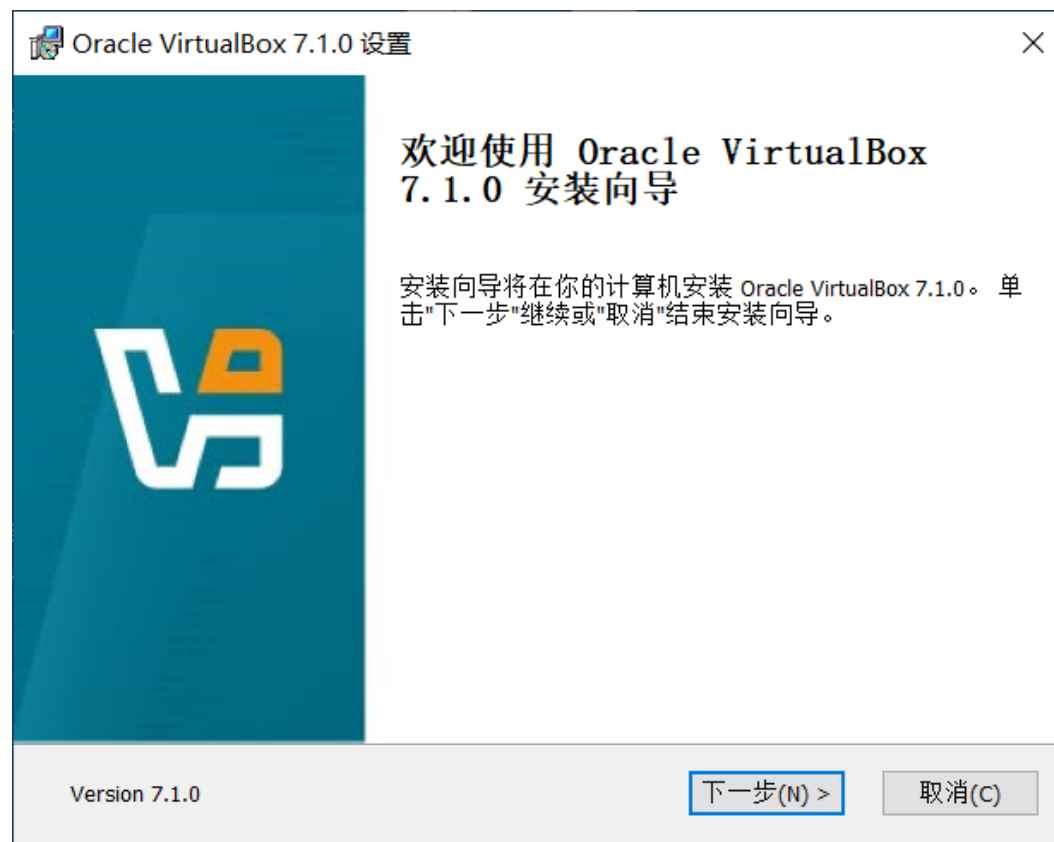 Oracle VirtualBox 7.1.0 设置
欢迎使用 Oracle VirtualBox
7.1.0 安装向导
安装向导将在你的计算机安装 Oracle VirtualBox 7.1.0。 单
击"下一步"继续或"取消"结束安装向导。
Version 7.1.0
下一步(N) >
取消(C)